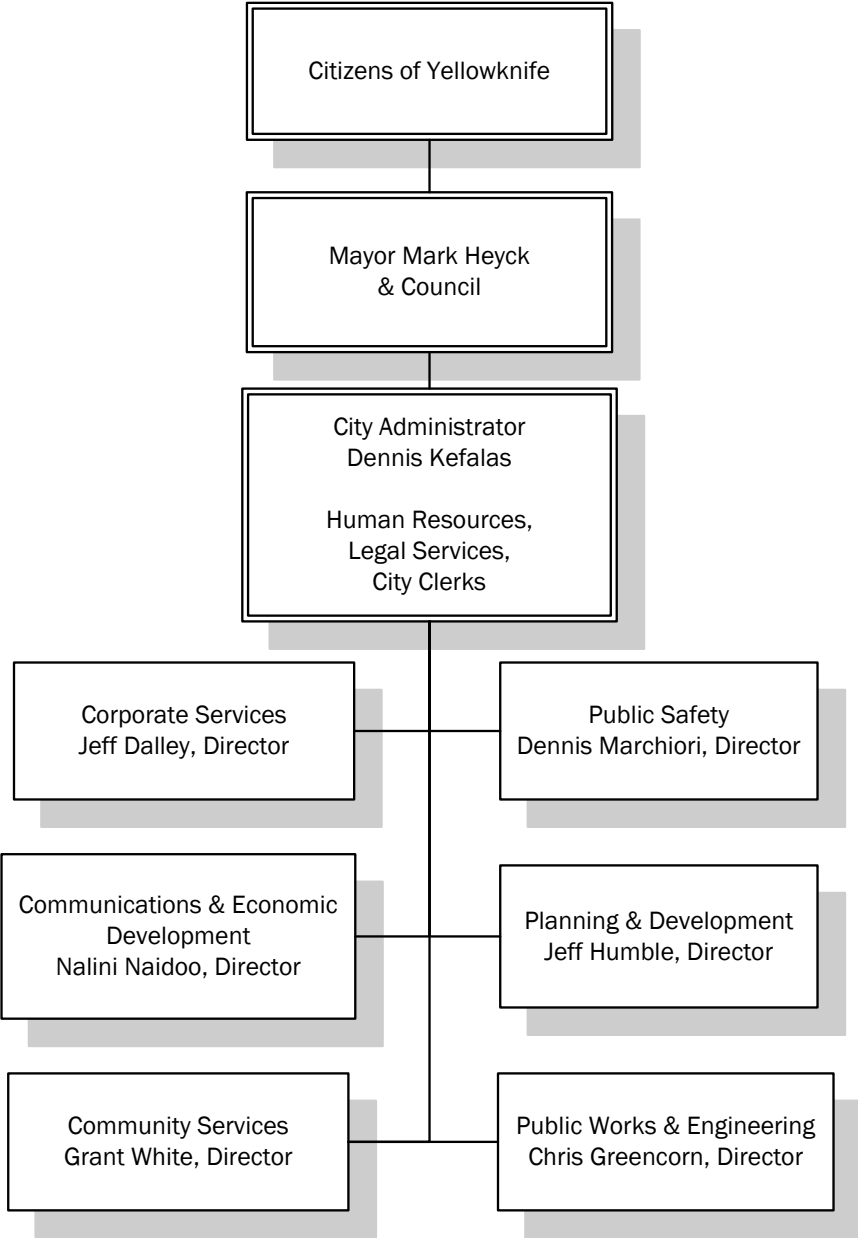 Citizens of Yellowknife
Mayor Mark Heyck
& Council
City Administrator
Dennis Kefalas
Human Resources,
Legal Services,
City Clerks
Corporate Services
Jeff Dalley, Director
Public Safety
Dennis Marchiori, Director
Communications & Economic
Development
Nalini Naidoo, Director
Planning & Development
Jeff Humble, Director
Community Services
Grant White, Director
Public Works & Engineering
Chris Greencorn, Director